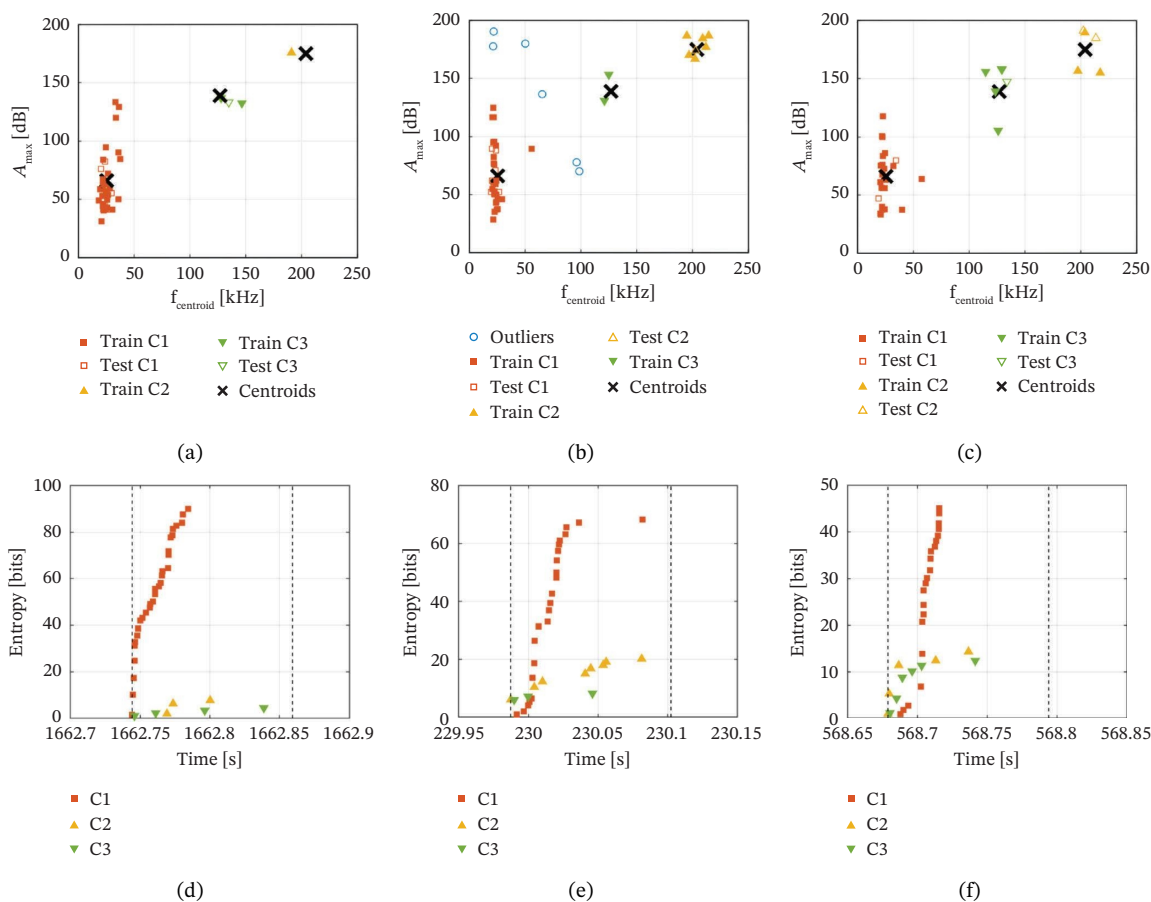 200
150
100
50
0
A_max [dB]
0 50 100 150 200 250
f_centroid [kHz]
Train C1
Test C1
Train C2
Train C3
Test C3
Centroids
(a)
200
150
100
50
0
A_max [dB]
0 50 100 150 200 250
f_centroid [kHz]
Outliers
Train C1
Test C1
Train C2
Test C2
Train C3
Centroids
(b)
200
150
100
50
0
A_max [dB]
0 50 100 150 200 250
f_centroid [kHz]
Train C1
Test C1
Train C2
Test C2
Train C3
Test C3
Centroids
(c)
100
80
60
40
20
0
Entropy [bits]
1662.7 1662.75 1662.8 1662.85 1662.9
Time [s]
C1
C2
C3
(d)
80
60
40
20
0
Entropy [bits]
229.95 230 230.05 230.1 230.15
Time [s]
C1
C2
C3
(e)
50
40
30
20
10
0
Entropy [bits]
568.65 568.7 568.75 568.8 568.85
Time [s]
C1
C2
C3
(f)